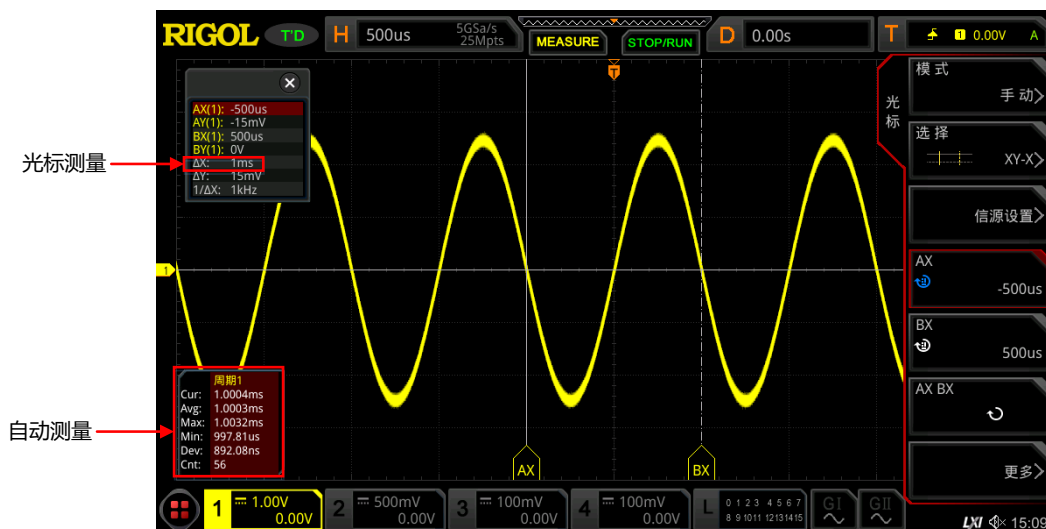 RIGOL T'D H 500us 5GSa/s 25Mpts MEASURE STOP/RUN D 0.00s T 1 0.00V A
T
光标
模式
手动
选择
XY-X
信源设置
AX
-500us
BX
500us
AX BX
更多
AX(1): -500us
AY(1): -15mV
BX(1): 500us
BY(1): 0V
ΔX: 1ms
ΔY: 15mV
1/ΔX: 1kHz
光标测量
1
周期1
Cur: 1.0004ms
Avg: 1.0003ms
Max: 1.0032ms
Min: 997.81us
Dev: 892.08ns
Cnt: 56
自动测量
AX BX
1 1.00V 0.00V
2 500mV 0.00V
3 100mV 0.00V
4 100mV 0.00V
L 0 1 2 3 4 5 6 7
8 9 10 11 12 13 14 15
GI GII
LXI 15:09